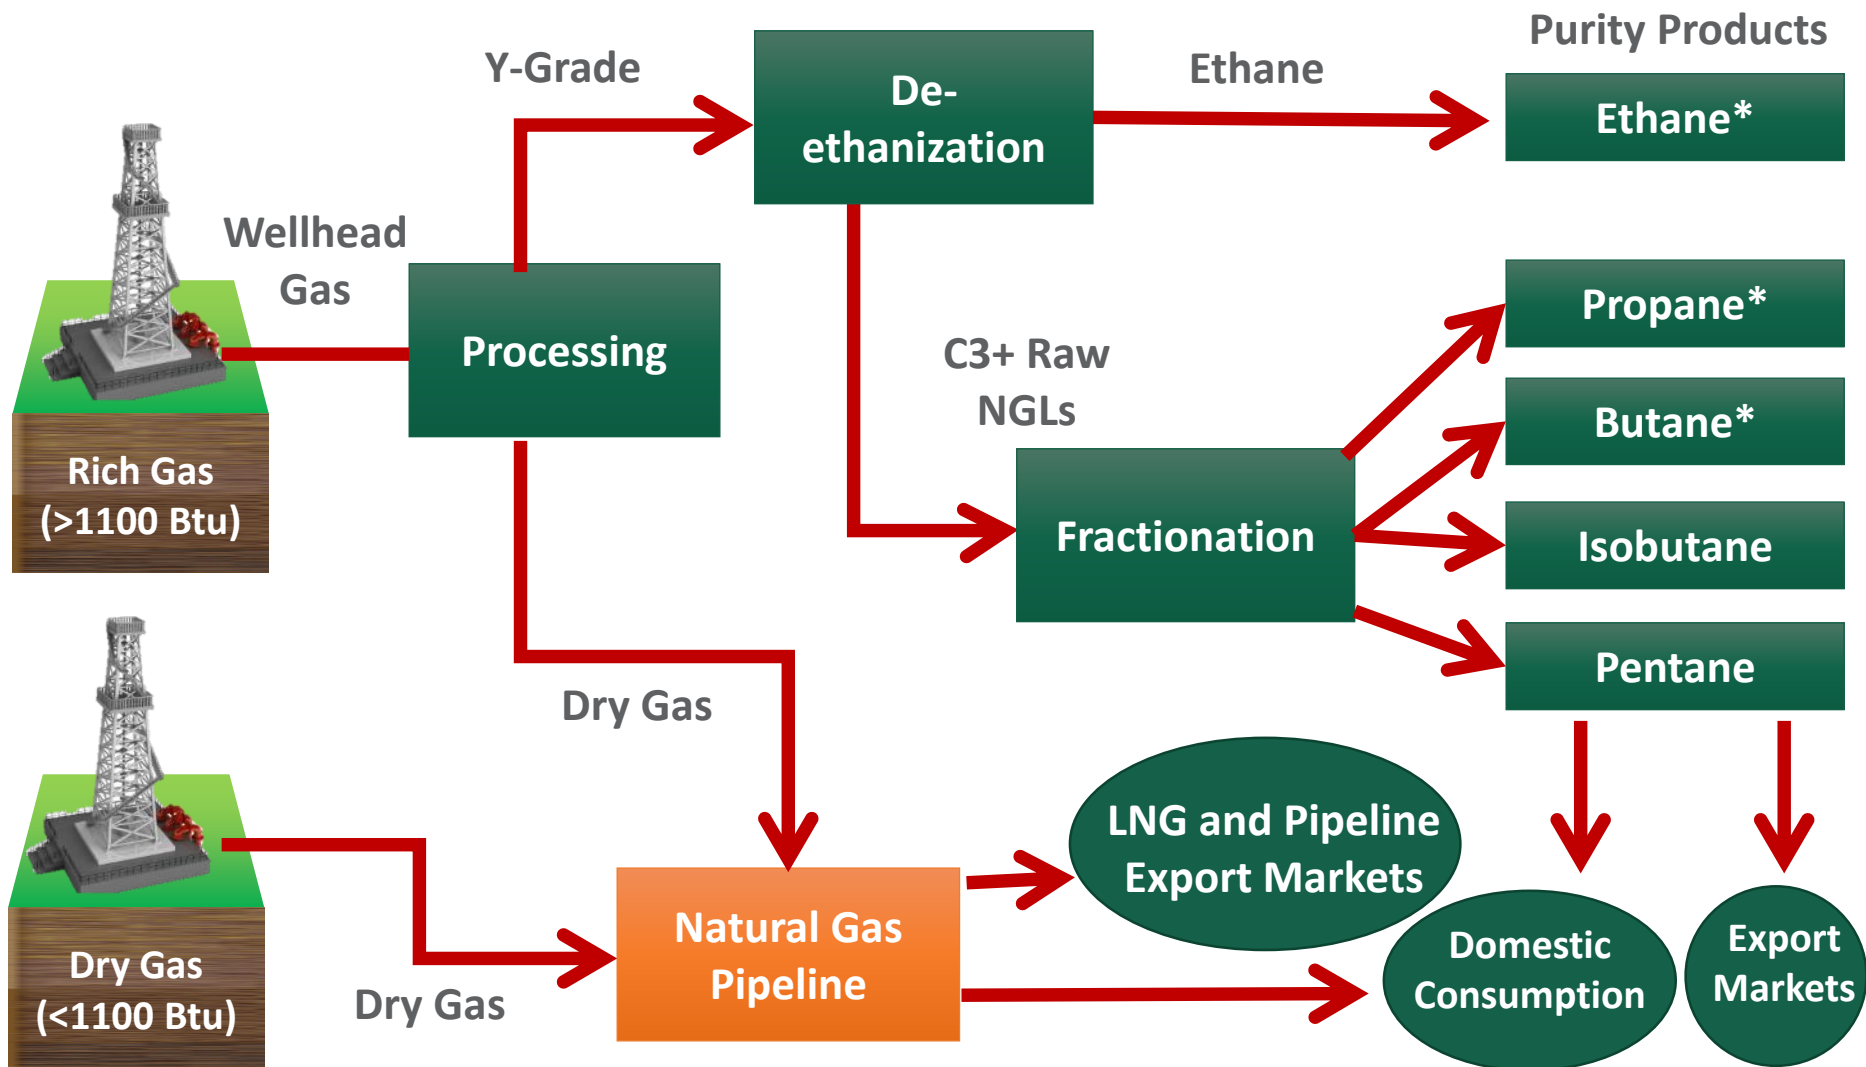 Purity Products
Y-Grade
De-
ethanization
Ethane
Ethane*
Wellhead
Gas
Processing
Propane*
C3+ Raw
NGLs
Butane*
Rich Gas
(>1100 Btu)
Fractionation
Isobutane
Pentane
Dry Gas
LNG and Pipeline
Export Markets
Natural Gas
Pipeline
Domestic
Consumption
Export
Markets
Dry Gas
(<1100 Btu)
Dry Gas